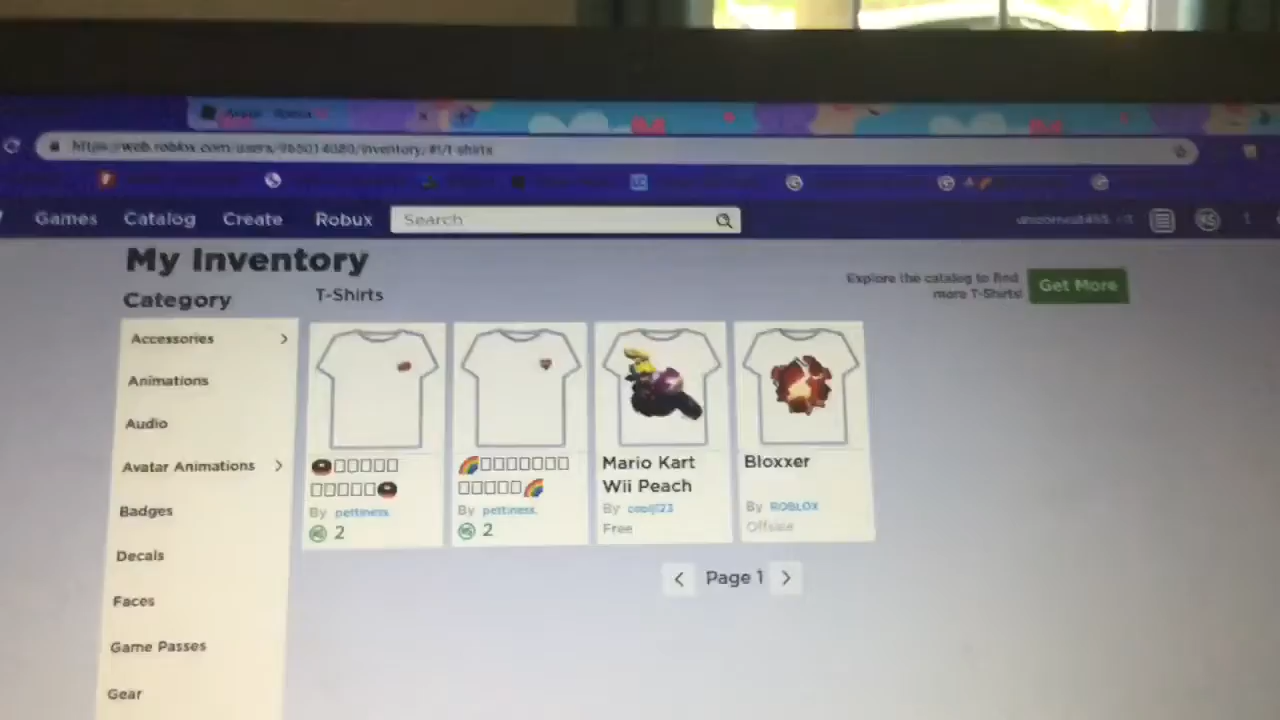 Games Catalog Create Robux Search
My Inventory
Category
T-Shirts
Explore the catalog to find
more T-Shirts!
Get More
Accessories
Animations
Audio
Avatar Animations
Badges
Decals
Faces
Game Passes
Gear
By pettiness.
2
By pettiness.
2
Mario Kart
Wii Peach
By
Free
Bloxxer
By ROBLOX
Offsale
Page 1